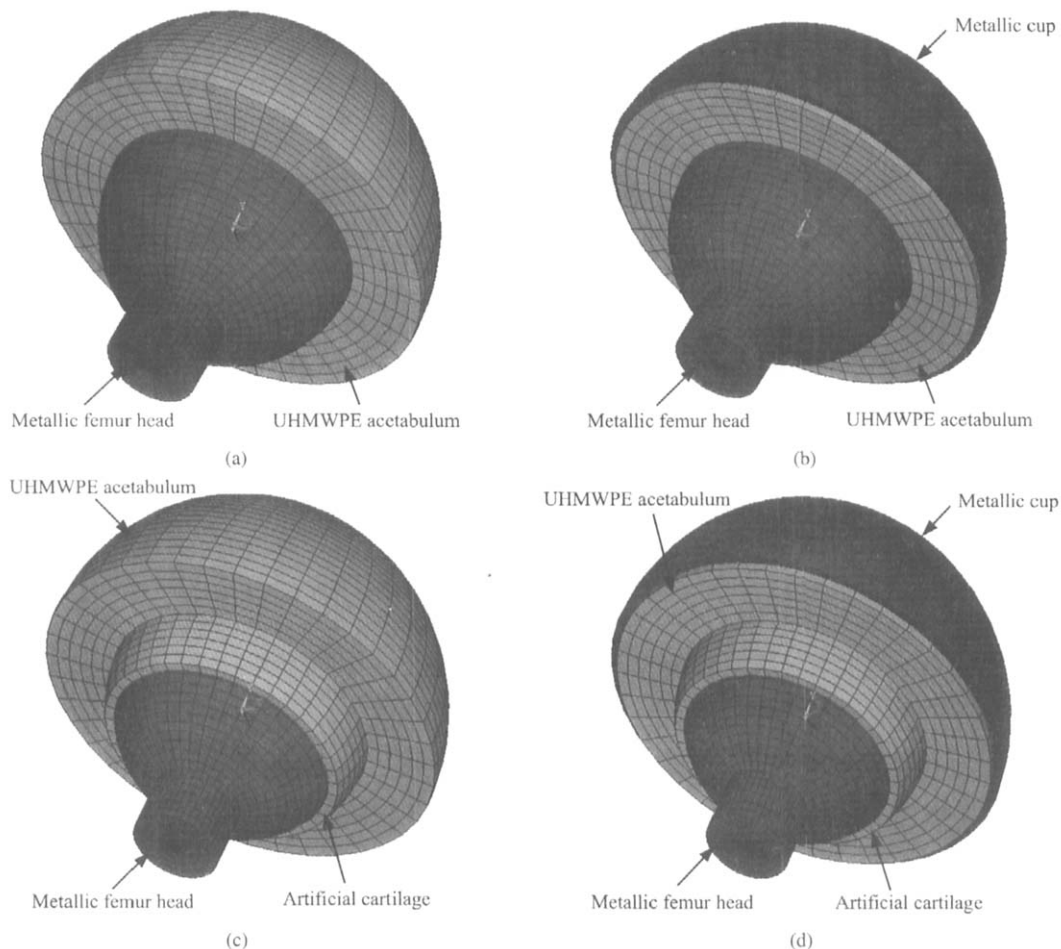 Metallic cup
Metallic femur head
UHMWPE acetabulum
(a)
Metallic femur head
UHMWPE acetabulum
(b)
UHMWPE acetabulum
Metallic femur head
Artificial cartilage
(c)
UHMWPE acetabulum
Metallic cup
Metallic femur head
Artificial cartilage
(d)